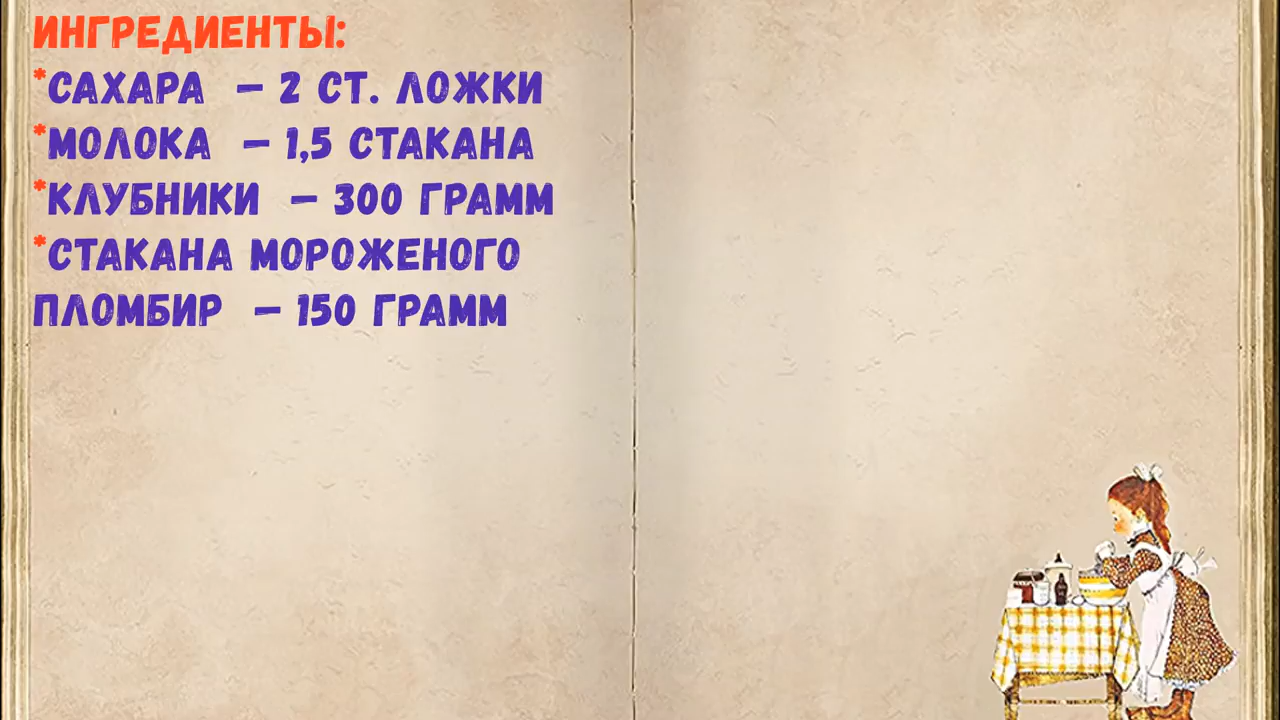 ИНГРЕДИЕНТЫ:
*САХАРА – 2 СТ. ЛОЖКИ
*МОЛОКА – 1,5 СТАКАНА
*КЛУБНИКИ – 300 ГРАММ
*СТАКАНА МОРОЖЕНОГО
ПЛОМБИР – 150 ГРАММ